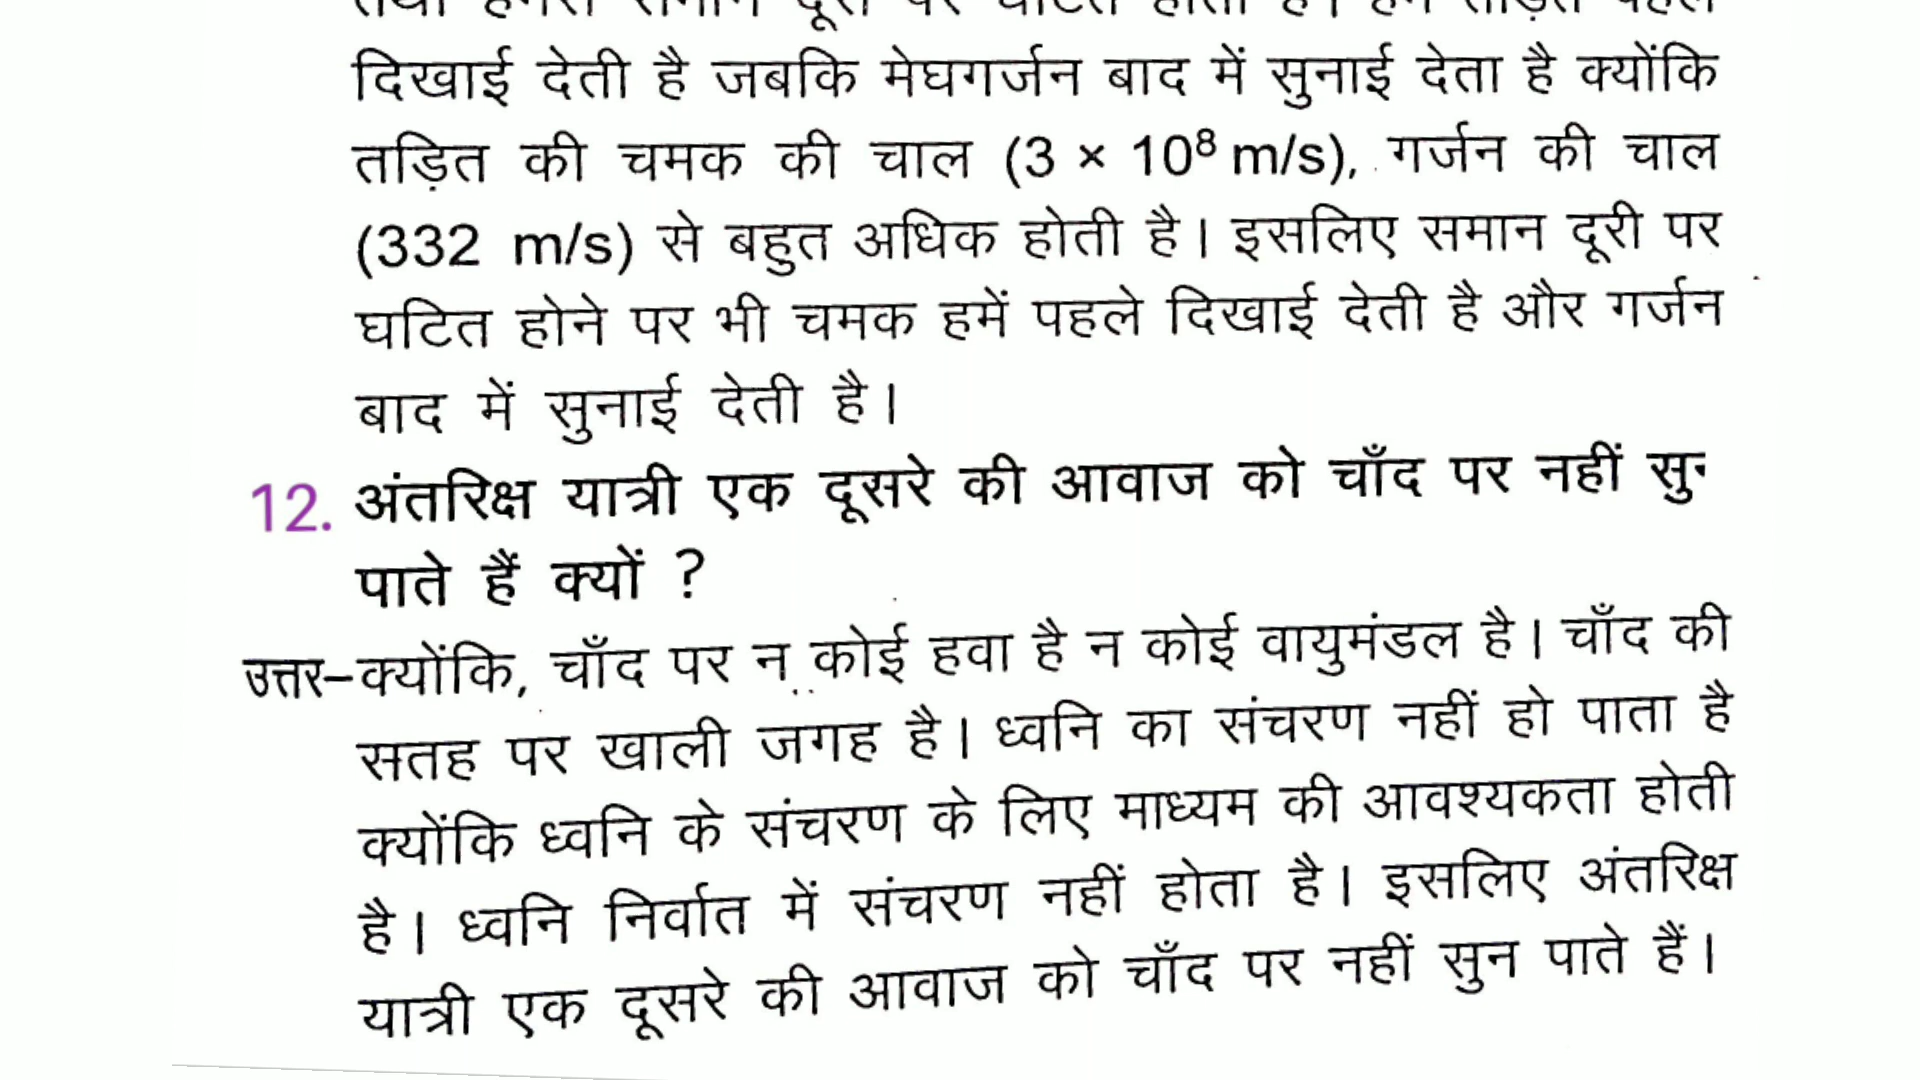 दिखाई देती है जबकि मेघगर्जन बाद में सुनाई देता है क्योंकि
तड़ित की चमक की चाल (3 × 10⁸ m/s), गर्जन की चाल
(332 m/s) से बहुत अधिक होती है। इसलिए समान दूरी पर
घटित होने पर भी चमक हमें पहले दिखाई देती है और गर्जन
बाद में सुनाई देती है।
12. अंतरिक्ष यात्री एक दूसरे की आवाज को चाँद पर नहीं
पाते हैं क्यों ?
उत्तर–क्योंकि, चाँद पर न कोई हवा है न कोई वायुमंडल है। चाँद की
सतह पर खाली जगह है। ध्वनि का संचरण नहीं हो पाता है
क्योंकि ध्वनि के संचरण के लिए माध्यम की आवश्यकता होती
है। ध्वनि निर्वात में संचरण नहीं होता है। इसलिए अंतरिक्ष
यात्री एक दूसरे की आवाज को चाँद पर नहीं सुन पाते हैं।